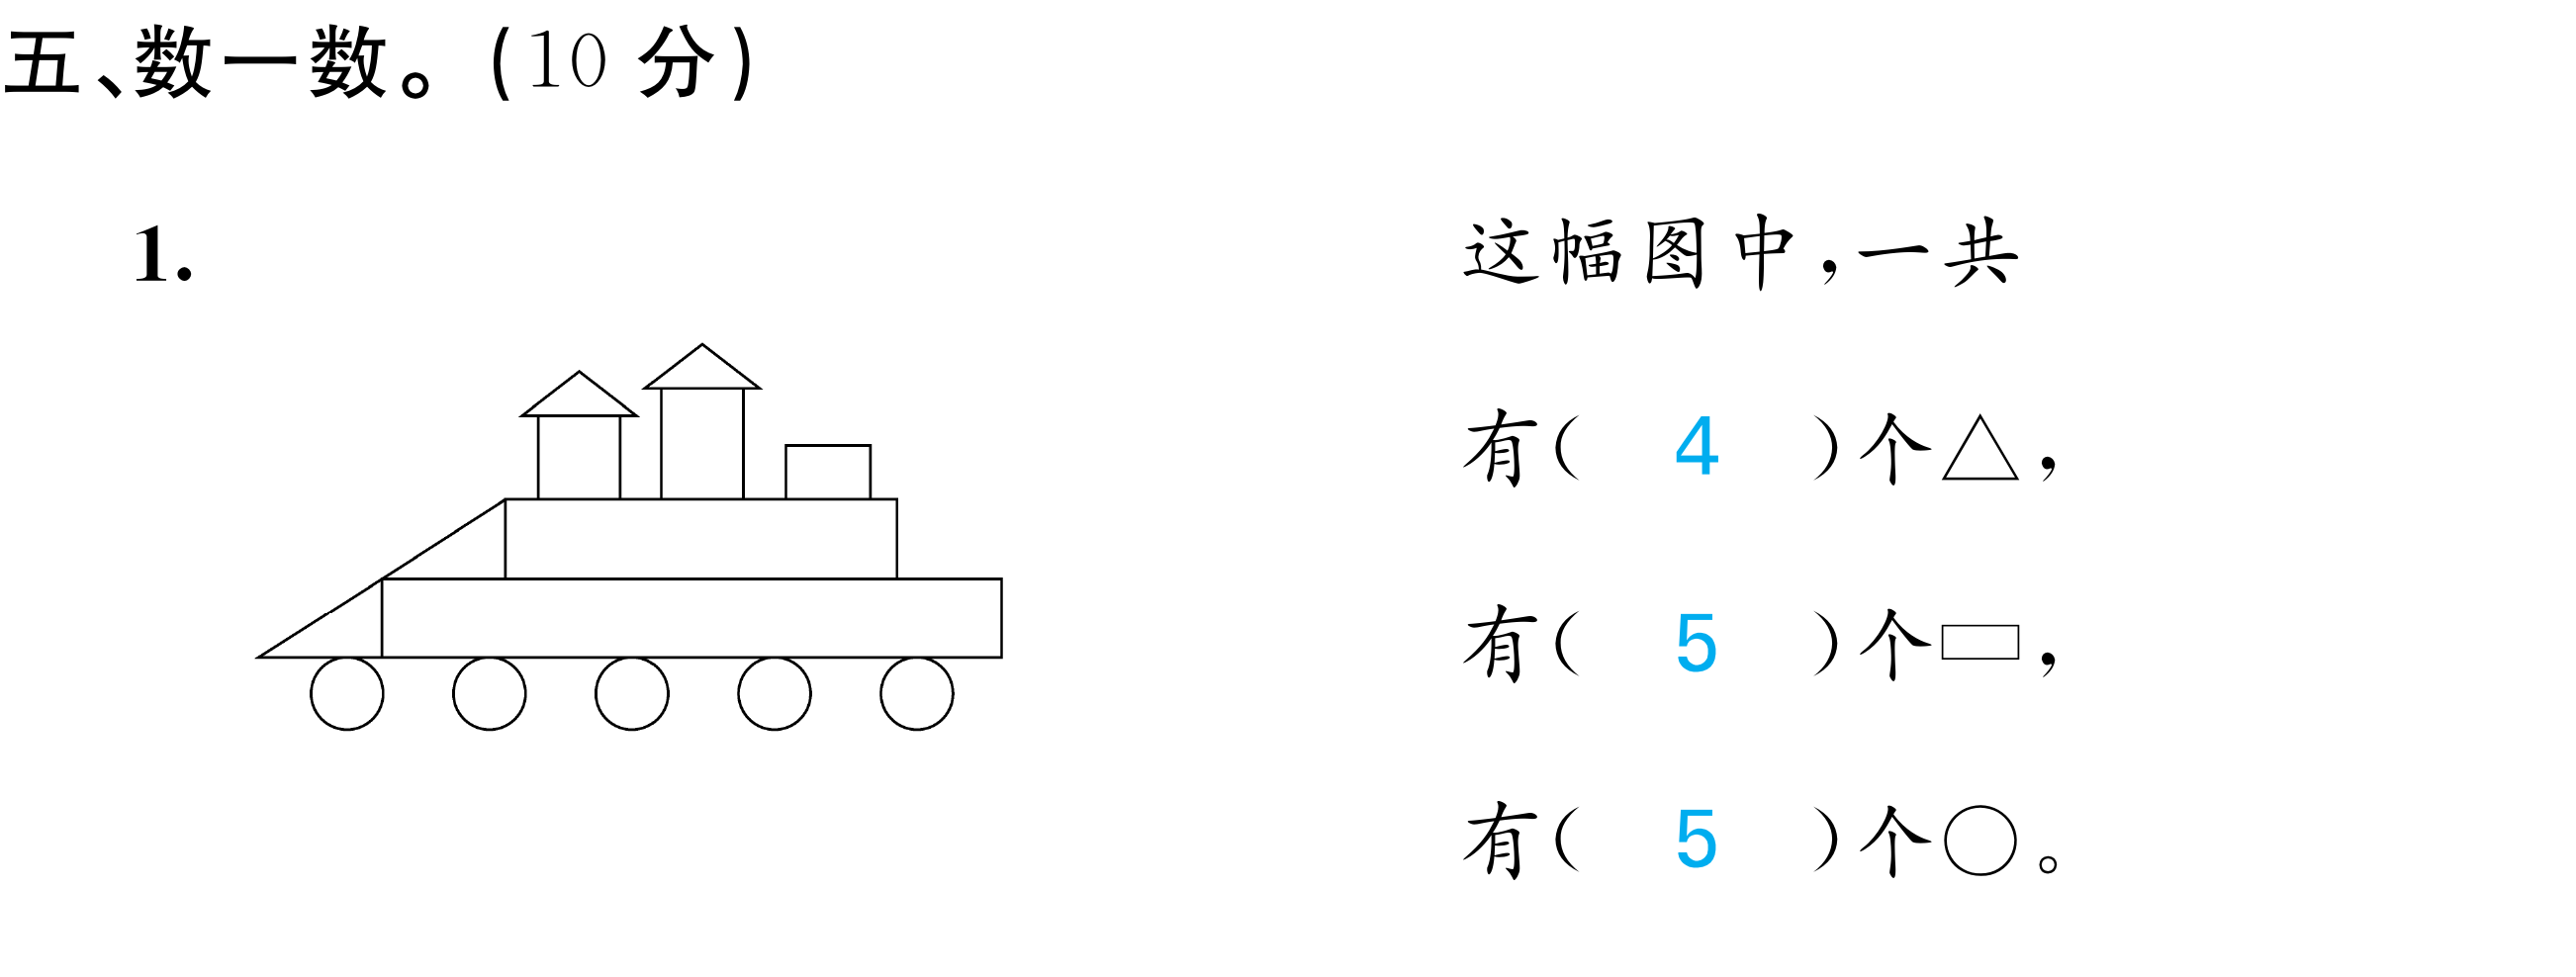 五、数一数。(10 分)
1.
这幅图中,一共
有( 4 )个△,
有( 5 )个▭,
有( 5 )个○。